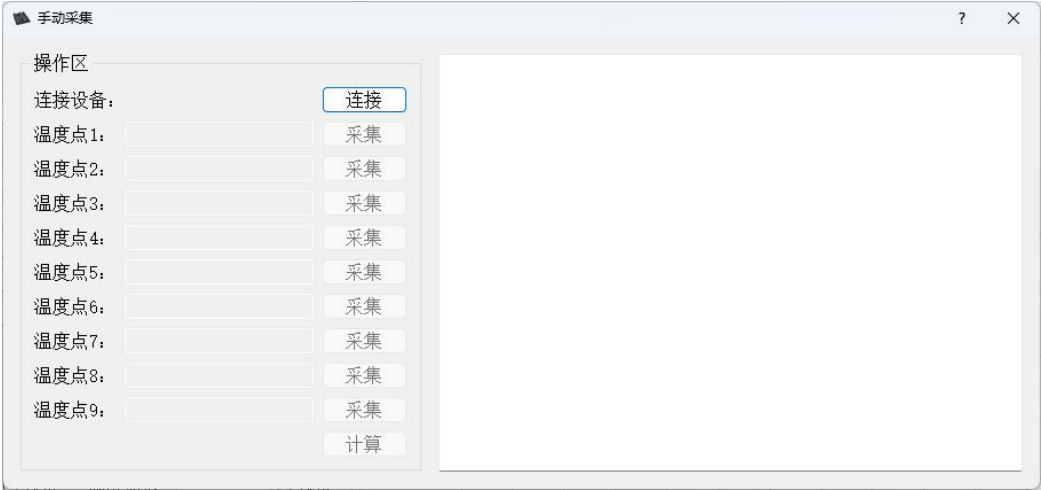 手动采集
操作区
连接设备: 连接
温度点1: 采集
温度点2: 采集
温度点3: 采集
温度点4: 采集
温度点5: 采集
温度点6: 采集
温度点7: 采集
温度点8: 采集
温度点9: 采集
计算